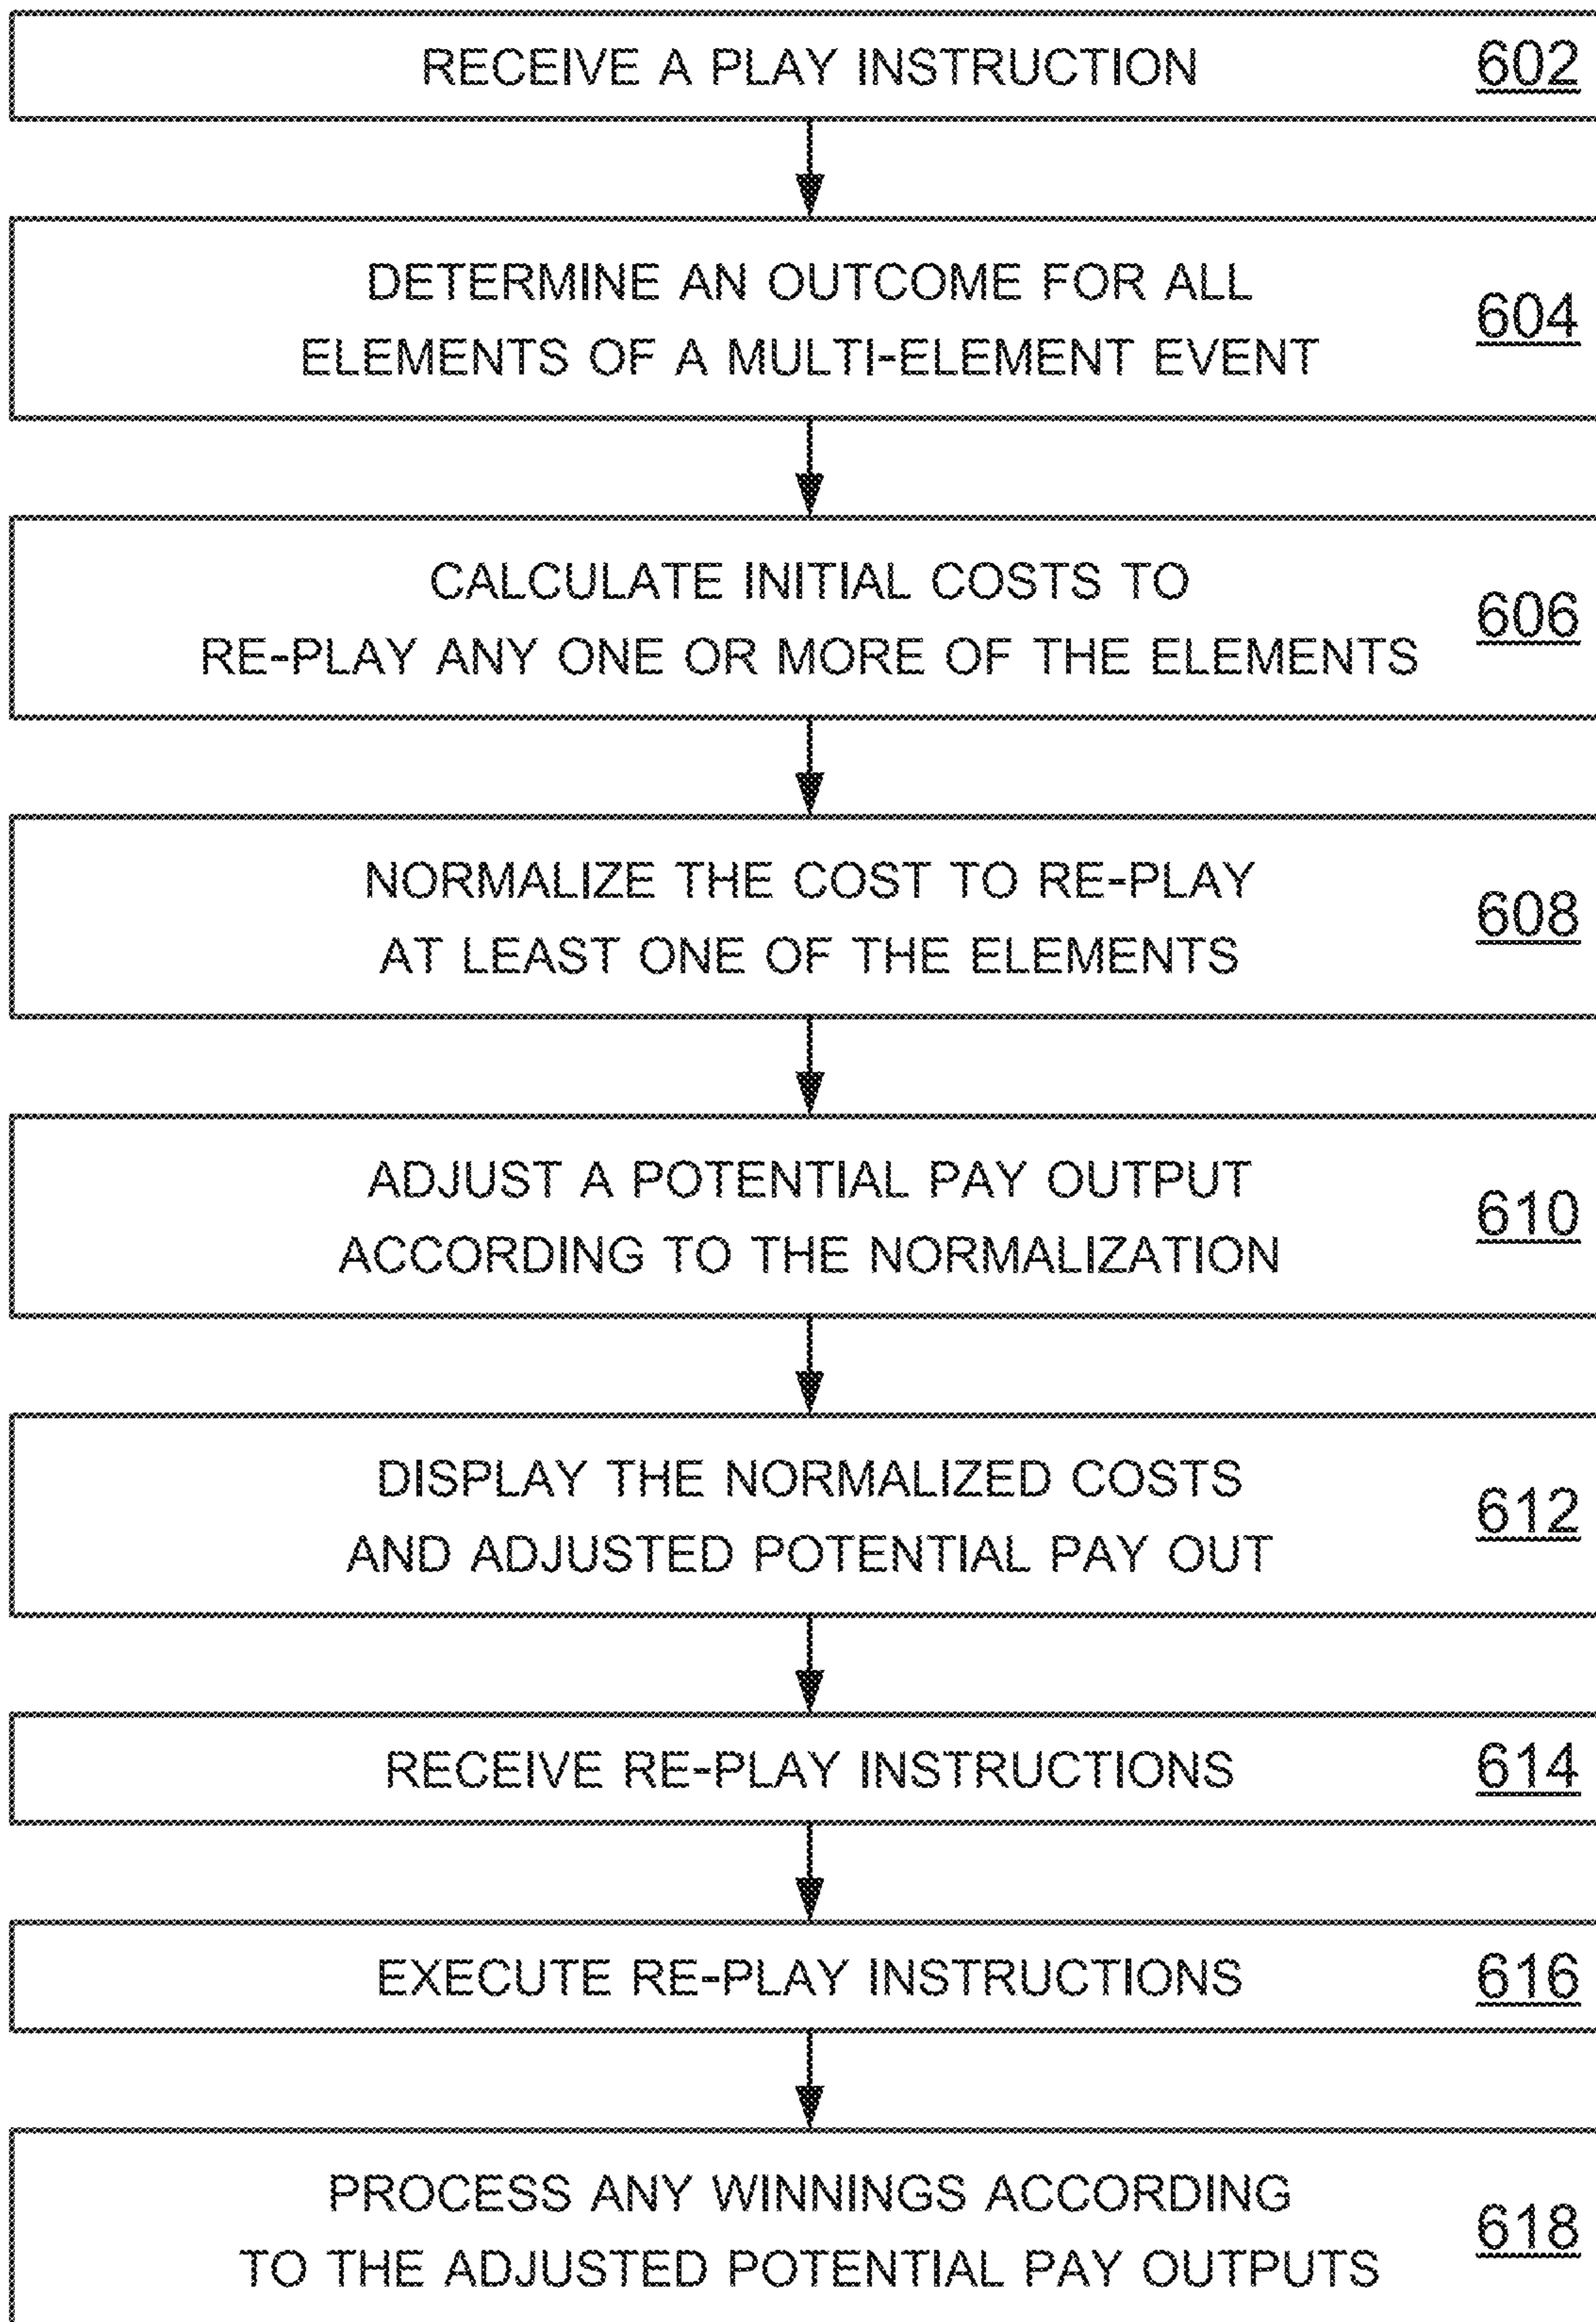 RECEIVE A PLAY INSTRUCTION 602
DETERMINE AN OUTCOME FOR ALL
ELEMENTS OF A MULTI-ELEMENT EVENT
604
CALCULATE INITIAL COSTS TO
RE-PLAY ANY ONE OR MORE OF THE ELEMENTS
606
NORMALIZE THE COST TO RE-PLAY
AT LEAST ONE OF THE ELEMENTS
608
ADJUST A POTENTIAL PAY OUTPUT
ACCORDING TO THE NORMALIZATION
610
DISPLAY THE NORMALIZED COSTS
AND ADJUSTED POTENTIAL PAY OUT
612
RECEIVE RE-PLAY INSTRUCTIONS 614
EXECUTE RE-PLAY INSTRUCTIONS 616
PROCESS ANY WINNINGS ACCORDING
TO THE ADJUSTED POTENTIAL PAY OUTPUTS
618